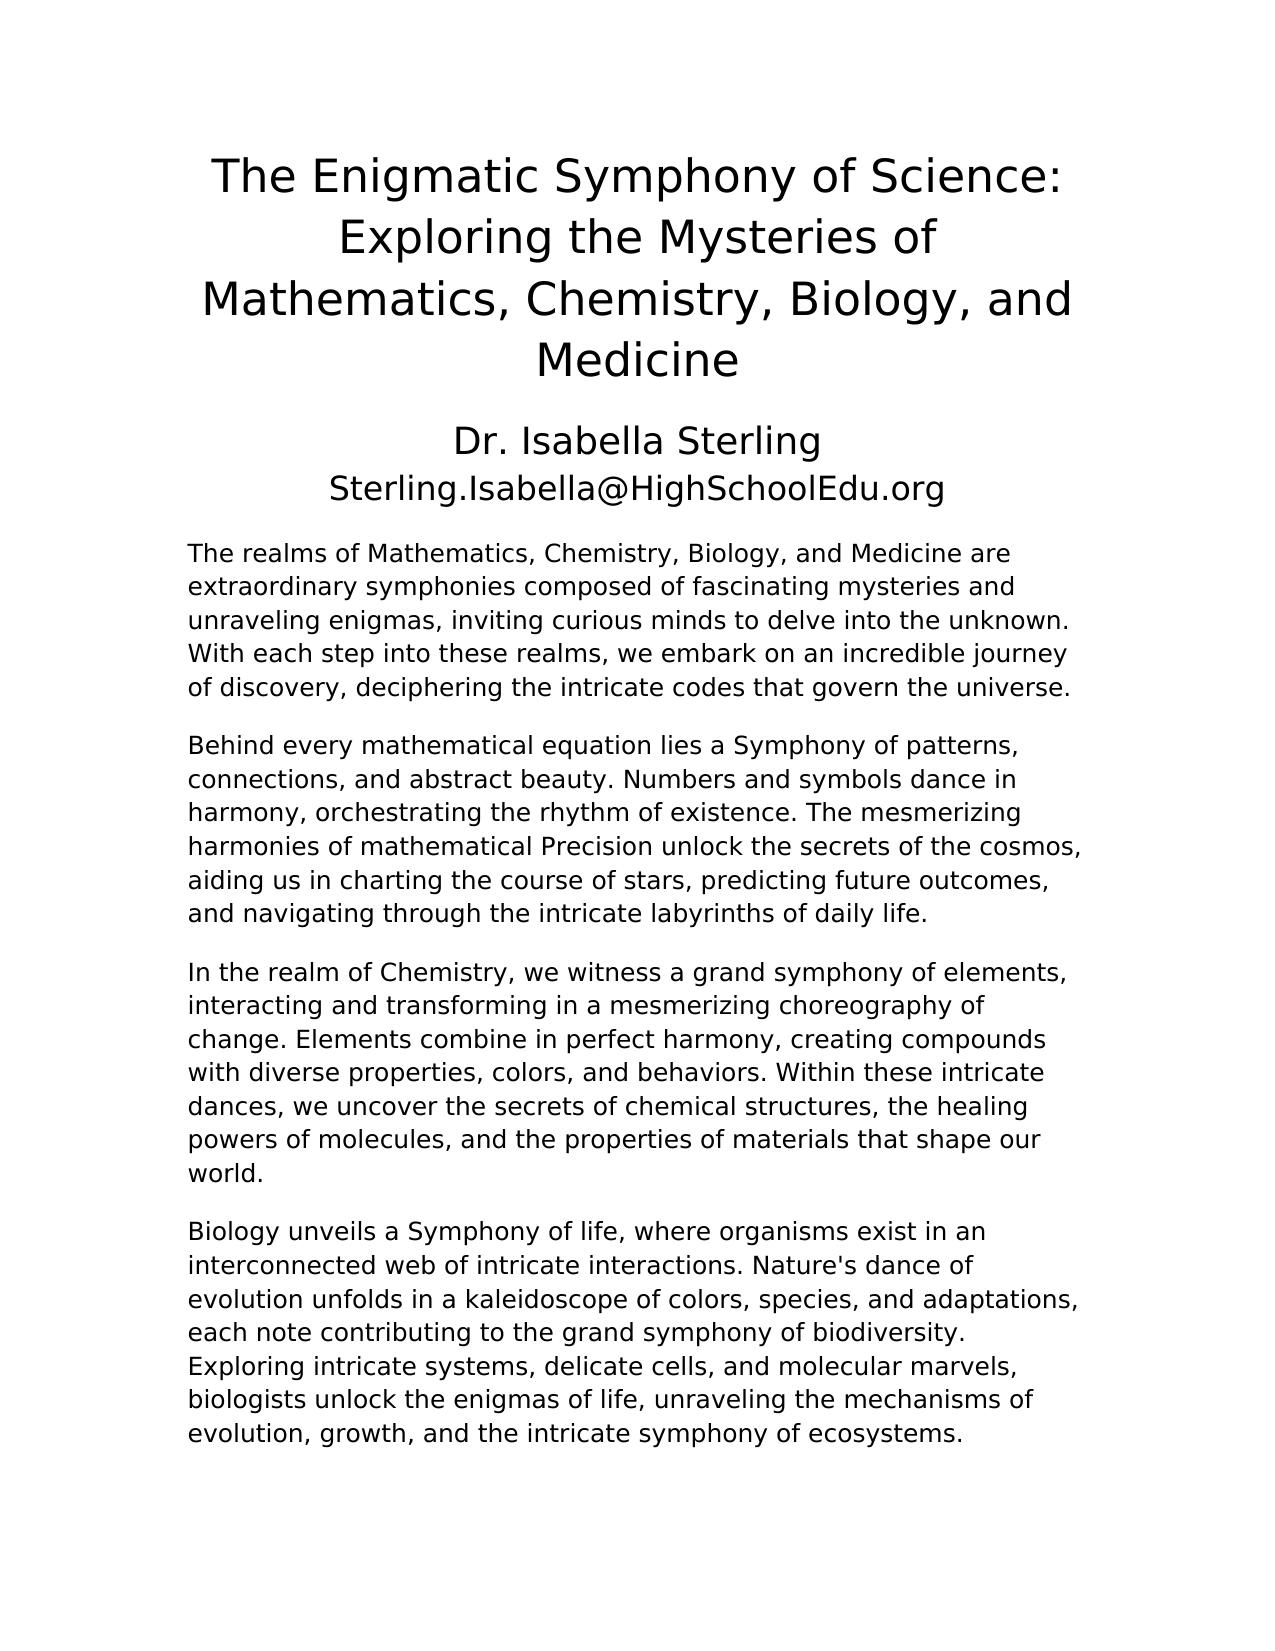 The Enigmatic Symphony of Science:
Exploring the Mysteries of
Mathematics, Chemistry, Biology, and
Medicine
Dr. Isabella Sterling
Sterling.Isabella@HighSchoolEdu.org
The realms of Mathematics, Chemistry, Biology, and Medicine are
extraordinary symphonies composed of fascinating mysteries and
unraveling enigmas, inviting curious minds to delve into the unknown.
With each step into these realms, we embark on an incredible journey
of discovery, deciphering the intricate codes that govern the universe.
Behind every mathematical equation lies a Symphony of patterns,
connections, and abstract beauty. Numbers and symbols dance in
harmony, orchestrating the rhythm of existence. The mesmerizing
harmonies of mathematical Precision unlock the secrets of the cosmos,
aiding us in charting the course of stars, predicting future outcomes,
and navigating through the intricate labyrinths of daily life.
In the realm of Chemistry, we witness a grand symphony of elements,
interacting and transforming in a mesmerizing choreography of
change. Elements combine in perfect harmony, creating compounds
with diverse properties, colors, and behaviors. Within these intricate
dances, we uncover the secrets of chemical structures, the healing
powers of molecules, and the properties of materials that shape our
world.
Biology unveils a Symphony of life, where organisms exist in an
interconnected web of intricate interactions. Nature's dance of
evolution unfolds in a kaleidoscope of colors, species, and adaptations,
each note contributing to the grand symphony of biodiversity.
Exploring intricate systems, delicate cells, and molecular marvels,
biologists unlock the enigmas of life, unraveling the mechanisms of
evolution, growth, and the intricate symphony of ecosystems.